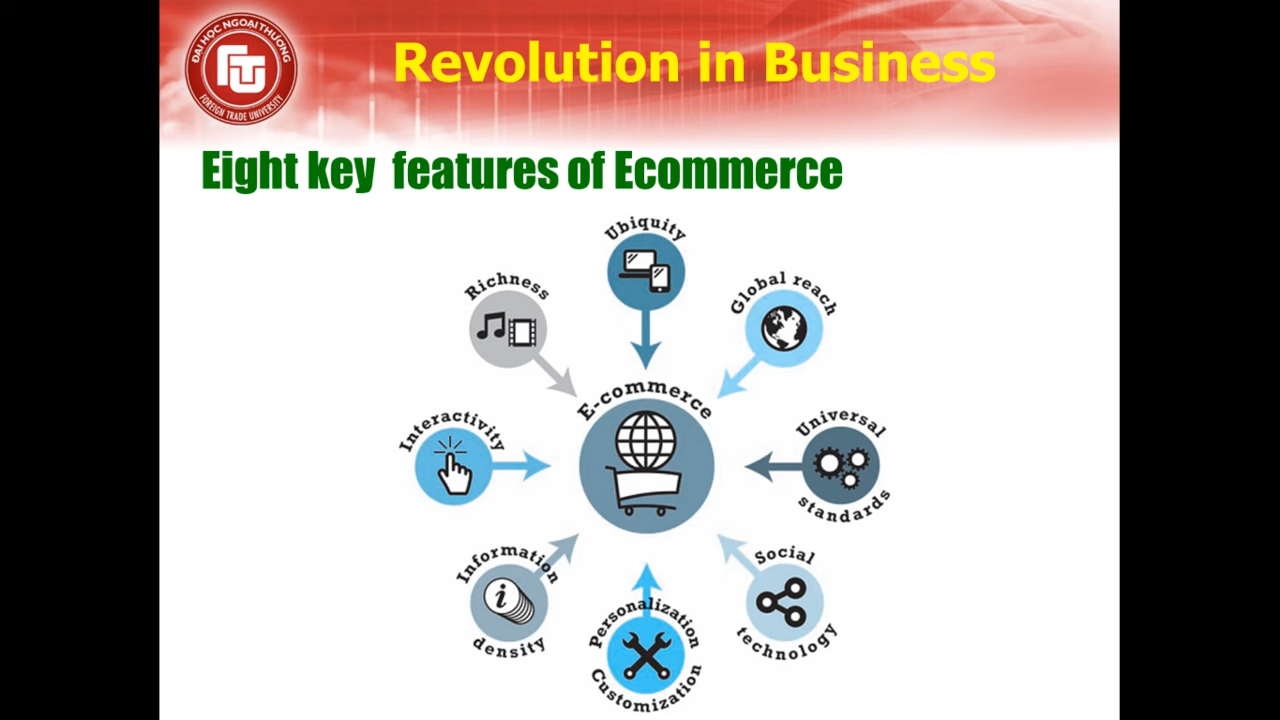 ĐẠI HỌC NGOẠI THƯƠNG
FOREIGN TRADE UNIVERSITY
Revolution in Business
Eight key features of Ecommerce
Ubiquity
Richness
Global reach
E-commerce
Interactivity
Universal
standards
Information
density
Social
technology
Personalization
Customization